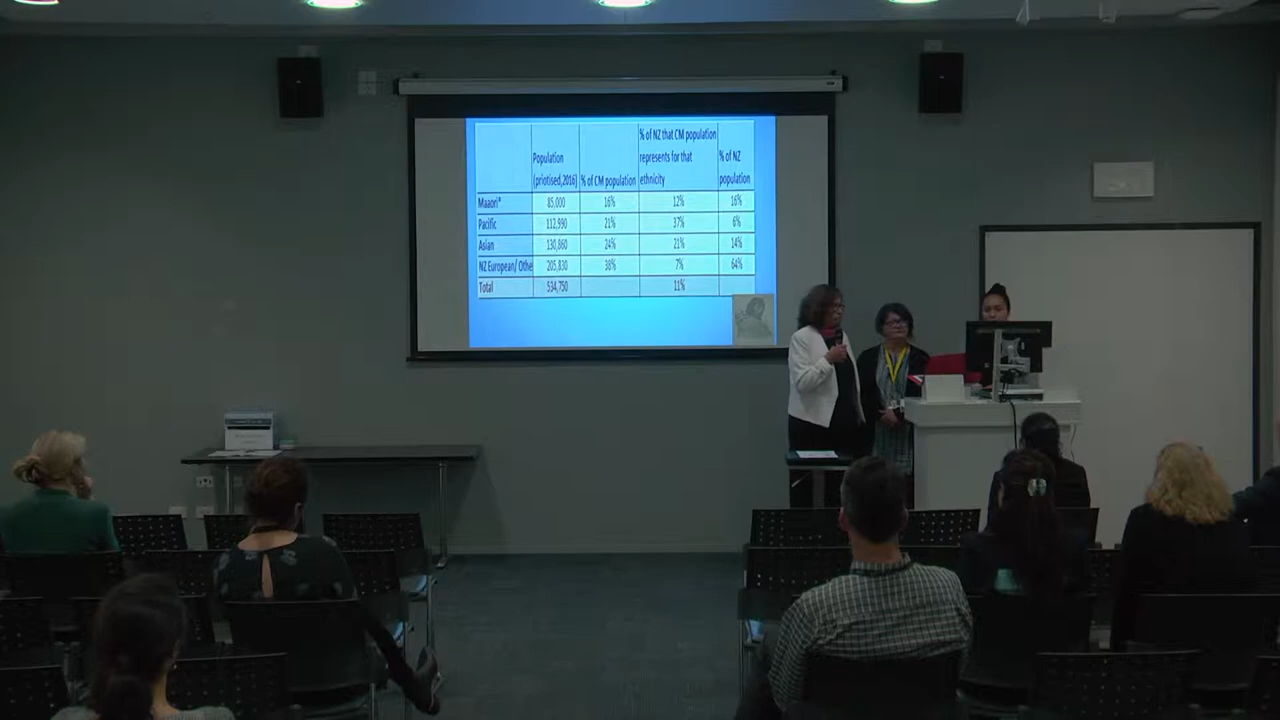 % of NZ that CM population
Population represents for that % of NZ
(priotised,2016) % of CM population ethnicity population
Maaori* 85,000 16% 12% 16%
Pacific 112,990 21% 37% 6%
Asian 130,860 24% 21% 14%
NZ European/ Othe 205,830 38% 7% 64%
Total 534,750 11%